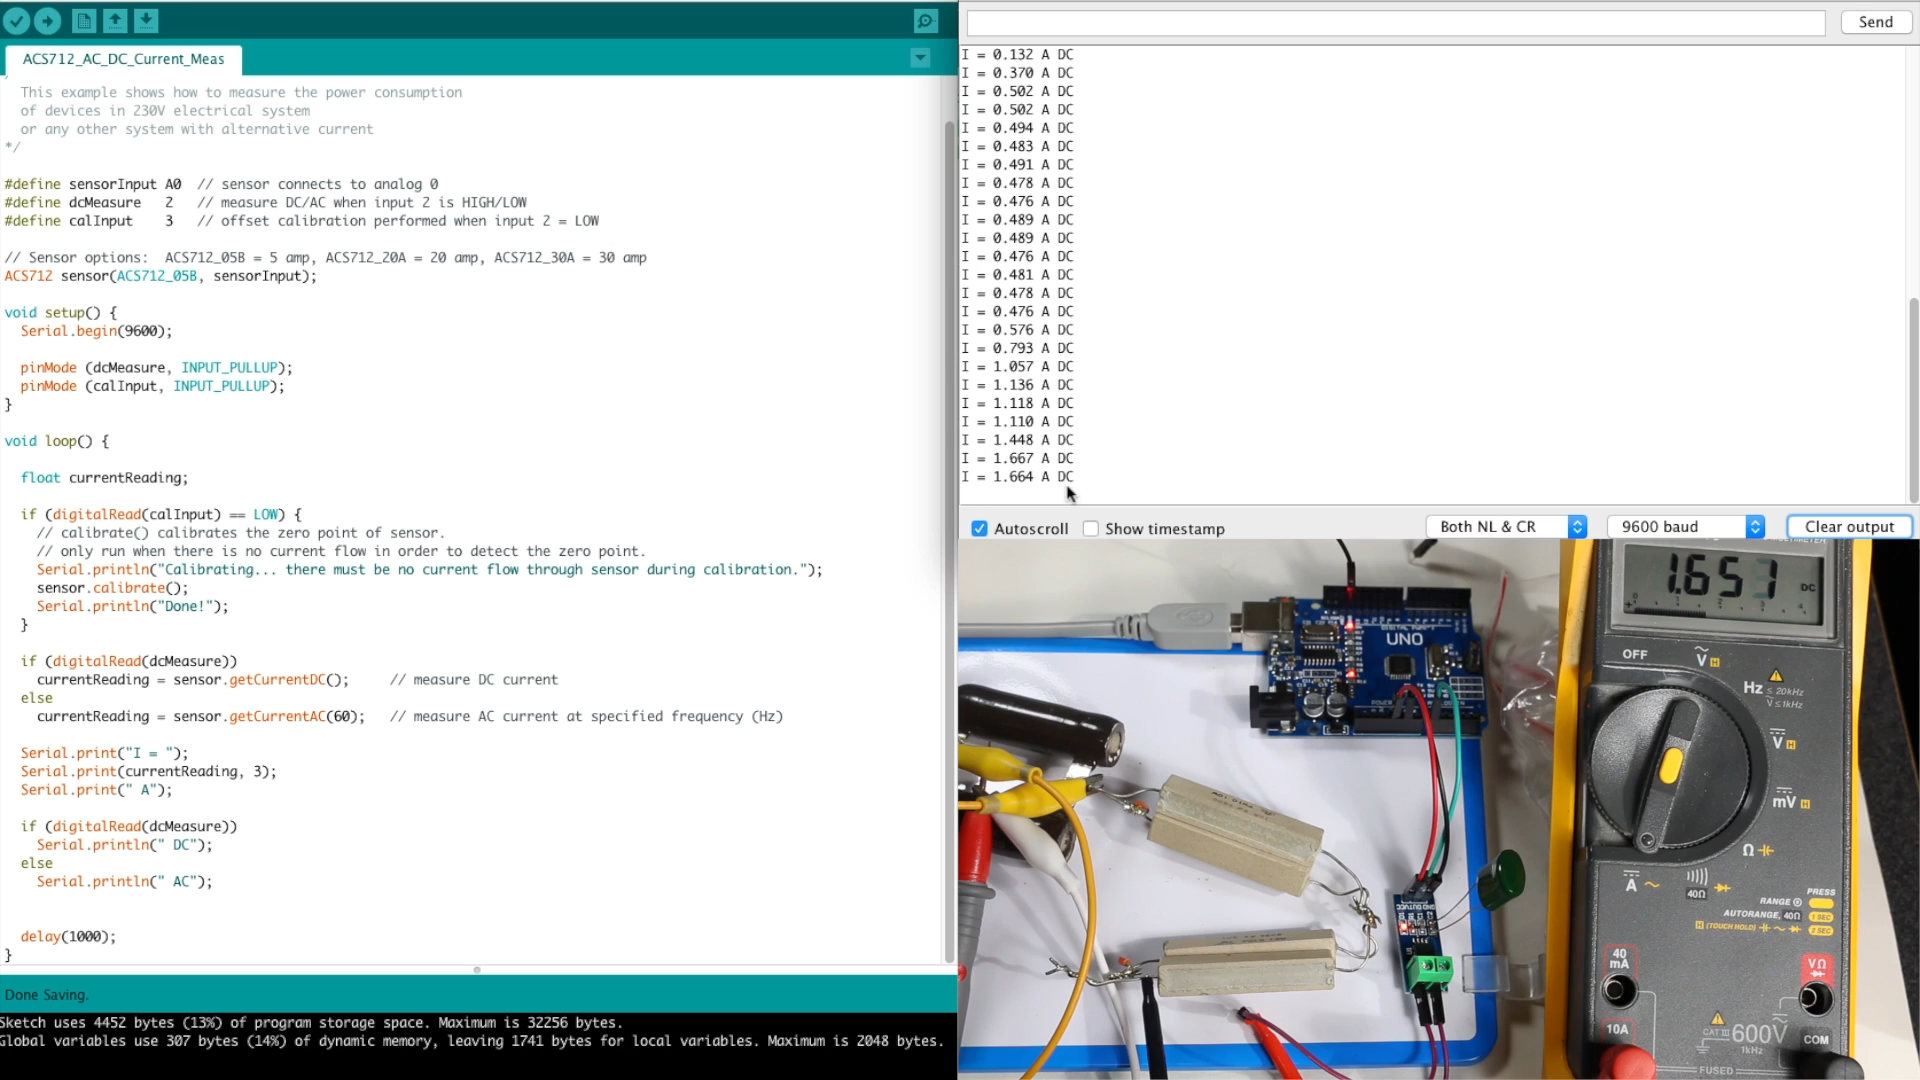 ACS712_AC_DC_Current_Meas
This example shows how to measure the power consumption
of devices in 230V electrical system
or any other system with alternative current
*/
#define sensorInput A0  // sensor connects to analog 0
#define dcMeasure   2   // measure DC/AC when input 2 is HIGH/LOW
#define calInput    3   // offset calibration performed when input 2 = LOW
// Sensor options:  ACS712_05B = 5 amp, ACS712_20A = 20 amp, ACS712_30A = 30 amp
ACS712 sensor(ACS712_05B, sensorInput);
void setup() {
Serial.begin(9600);
pinMode (dcMeasure, INPUT_PULLUP);
pinMode (calInput, INPUT_PULLUP);
}
void loop() {
float currentReading;
if (digitalRead(calInput) == LOW) {
// calibrate() calibrates the zero point of sensor.
// only run when there is no current flow in order to detect the zero point.
Serial.println("Calibrating... there must be no current flow through sensor during calibration.");
sensor.calibrate();
Serial.println("Done!");
}
if (digitalRead(dcMeasure))
currentReading = sensor.getCurrentDC();     // measure DC current
else
currentReading = sensor.getCurrentAC(60);   // measure AC current at specified frequency (Hz)
Serial.print("I = ");
Serial.print(currentReading, 3);
Serial.print(" A");
if (digitalRead(dcMeasure))
Serial.println(" DC");
else
Serial.println(" AC");
delay(1000);
}
Done Saving.
Sketch uses 4452 bytes (13%) of program storage space. Maximum is 32256 bytes.
Global variables use 307 bytes (14%) of dynamic memory, leaving 1741 bytes for local variables. Maximum is 2048 bytes.
Send
I = 0.132 A DC
I = 0.370 A DC
I = 0.502 A DC
I = 0.502 A DC
I = 0.494 A DC
I = 0.483 A DC
I = 0.491 A DC
I = 0.478 A DC
I = 0.476 A DC
I = 0.489 A DC
I = 0.489 A DC
I = 0.476 A DC
I = 0.481 A DC
I = 0.478 A DC
I = 0.476 A DC
I = 0.576 A DC
I = 0.793 A DC
I = 1.057 A DC
I = 1.136 A DC
I = 1.118 A DC
I = 1.110 A DC
I = 1.448 A DC
I = 1.667 A DC
I = 1.664 A DC
Autoscroll
Show timestamp
Both NL & CR
9600 baud
Clear output
1.657 DC
UNO
OFF
V H
Hz ≤ 20kHz
V ≤ 1kHz
V H
mV H
Ω
A
40Ω
PRESS
RANGE
1 SEC
AUTORANGE, 40Ω
H (TOUCH HOLD)
2 SEC
40
mA
VΩ
10A
CAT III 600V
1kHz
COM
FUSED